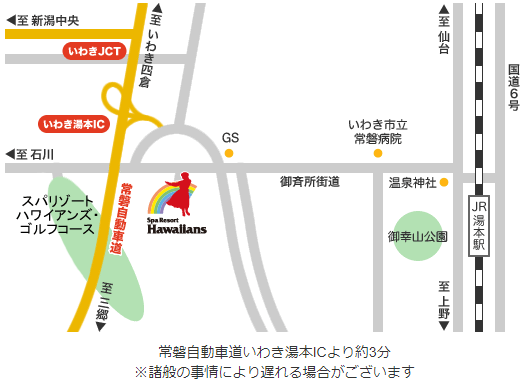 ◀至 新潟中央
いわきJCT
▲至 いわき四倉
▲至 仙台
国道6号
いわき湯本IC
◀至 石川
GS
いわき市立
常磐病院
御斉所街道
温泉神社
スパリゾート
ハワイアンズ・
ゴルフコース
常磐自動車道
Spa Resort
Hawaiians
JR湯本駅
御幸山公園
至 三郷▼
至 上野▼
常磐自動車道いわき湯本ICより約3分
※諸般の事情により遅れる場合がございます